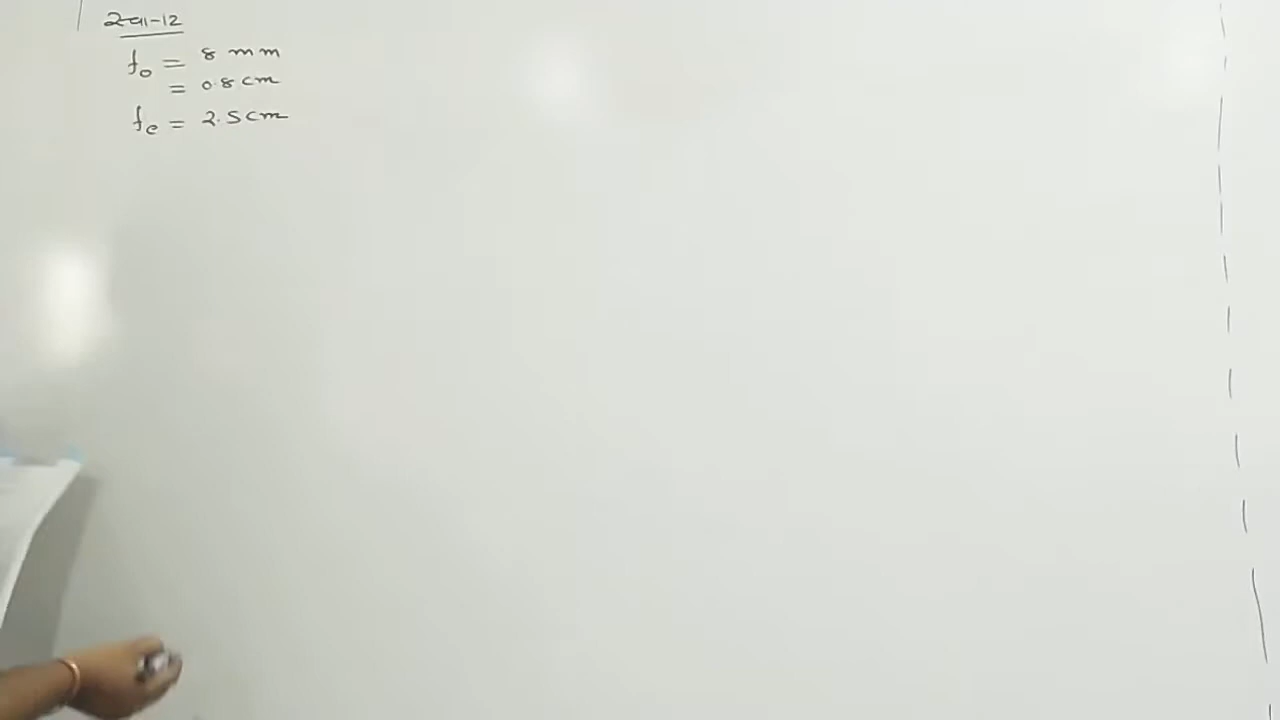 f₀ = 8 mm
= 0.8 cm
fe = 2.5 cm